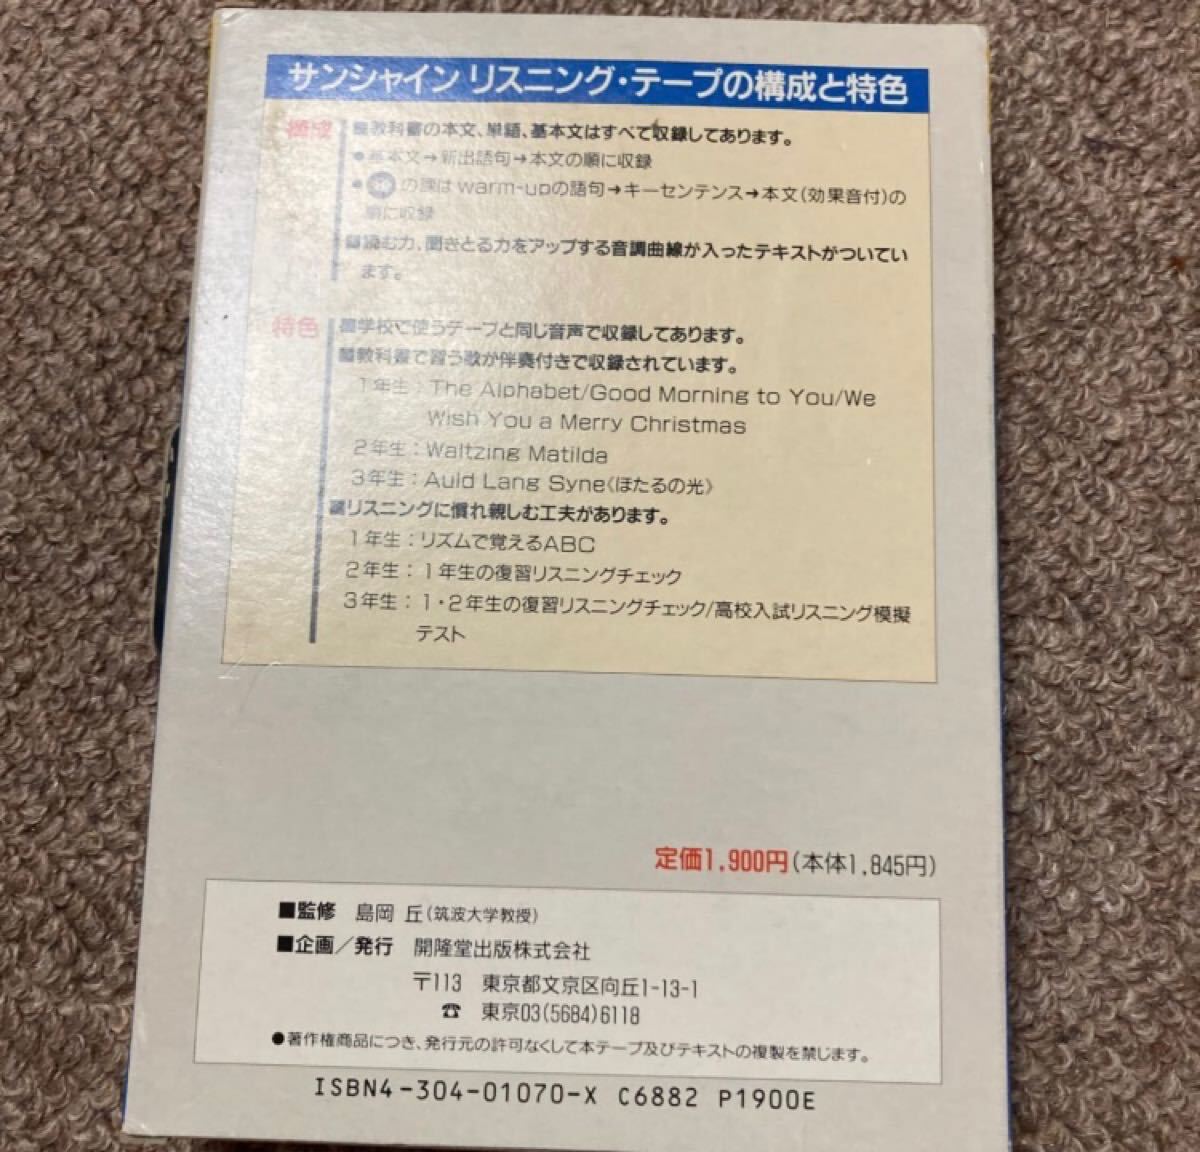 サンシャイン リスニング・テープの構成と特色
構成
■教科書の本文、単語、基本文はすべて収録してあります。
●基本文→新出語句→本文の順に収録
●の課はwarm-upの語句→キーセンテンス→本文(効果音付)の
順に収録
■読む力、聞きとる力をアップする音調曲線が入ったテキストがついてい
ます。
特色
■学校で使うテープと同じ音声で収録してあります。
■教科書で習う歌が伴奏付きで収録されています。
1年生：The Alphabet/Good Morning to You/We
Wish You a Merry Christmas
2年生：Waltzing Matilda
3年生：Auld Lang Syne《ほたるの光》
■リスニングに慣れ親しむ工夫があります。
1年生：リズムで覚えるABC
2年生：1年生の復習リスニングチェック
3年生：1・2年生の復習リスニングチェック/高校入試リスニング模擬
テスト
定価1,900円(本体1,845円)
■監修 島岡 丘(筑波大学教授)
■企画／発行 開隆堂出版株式会社
〒113 東京都文京区向丘1-13-1
☎ 東京03(5684)6118
●著作権商品につき、発行元の許可なくして本テープ及びテキストの複製を禁じます。
ISBN4-304-01070-X C6882 P1900E